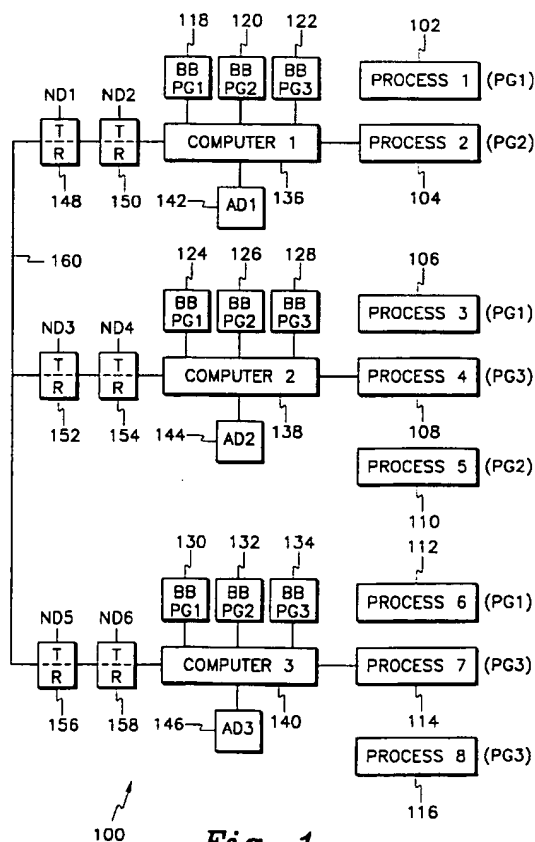 118 120 122 102
BB PG1 BB PG2 BB PG3 PROCESS 1 (PG1)
ND1 ND2
T R T R COMPUTER 1 PROCESS 2 (PG2)
148 150 142 AD1 136 104
160
124 126 128 106
BB PG1 BB PG2 BB PG3 PROCESS 3 (PG1)
ND3 ND4
T R T R COMPUTER 2 PROCESS 4 (PG3)
152 154 144 AD2 138 108
PROCESS 5 (PG2)
110
130 132 134 112
BB PG1 BB PG2 BB PG3 PROCESS 6 (PG1)
ND5 ND6
T R T R COMPUTER 3 PROCESS 7 (PG3)
156 158 146 AD3 140 114
PROCESS 8 (PG3)
116
100
Fig. 1